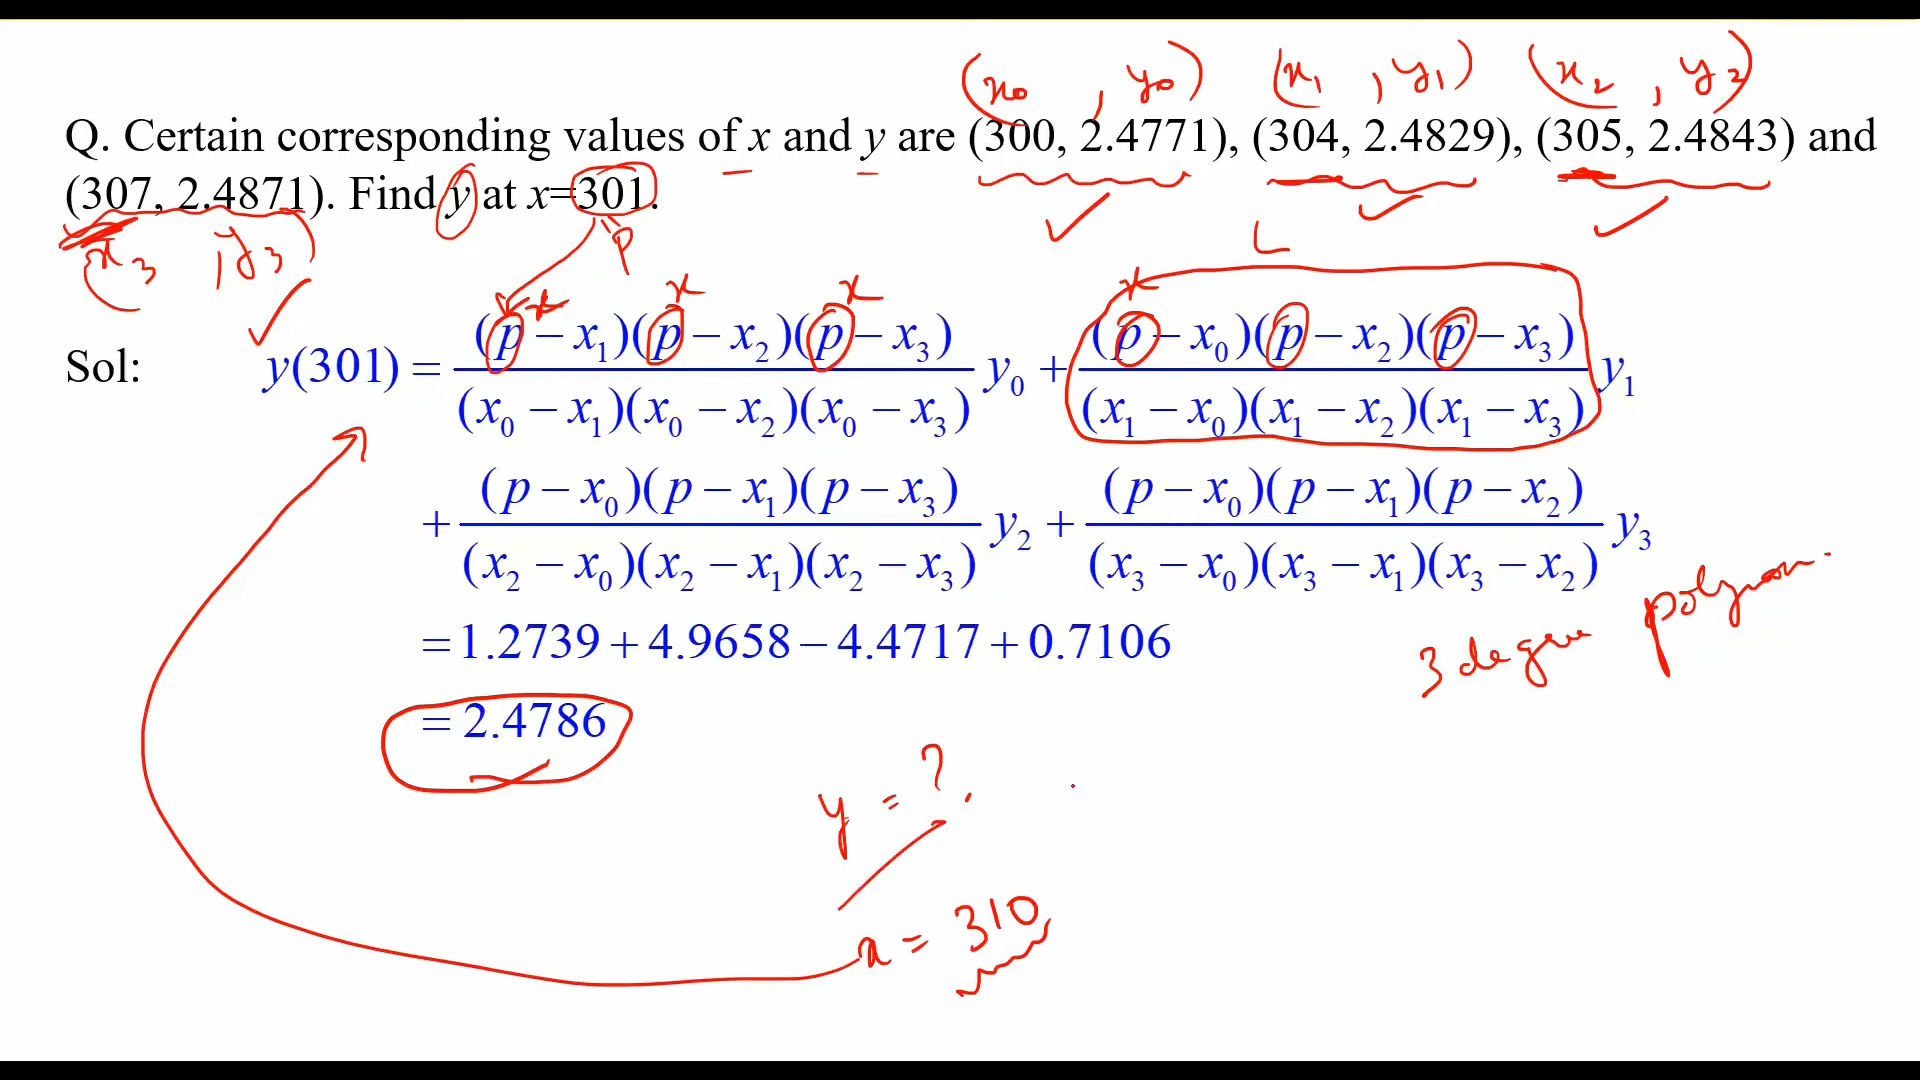 (x₀ , y₀) (x₁ , y₁) (x₂ , y₂)
Q. Certain corresponding values of x and y are (300, 2.4771), (304, 2.4829), (305, 2.4843) and
(307, 2.4871). Find y at x=301.
(x₃ , y₃) p L
x x x x
Sol: y(301) = (p − x₁)(p − x₂)(p − x₃) / (x₀ − x₁)(x₀ − x₂)(x₀ − x₃) y₀ + (p − x₀)(p − x₂)(p − x₃) / (x₁ − x₀)(x₁ − x₂)(x₁ − x₃) y₁
+ (p − x₀)(p − x₁)(p − x₃) / (x₂ − x₀)(x₂ − x₁)(x₂ − x₃) y₂ + (p − x₀)(p − x₁)(p − x₂) / (x₃ − x₀)(x₃ − x₁)(x₃ − x₂) y₃
= 1.2739 + 4.9658 − 4.4717 + 0.7106
3 degree
= 2.4786
y = ?
x = 310